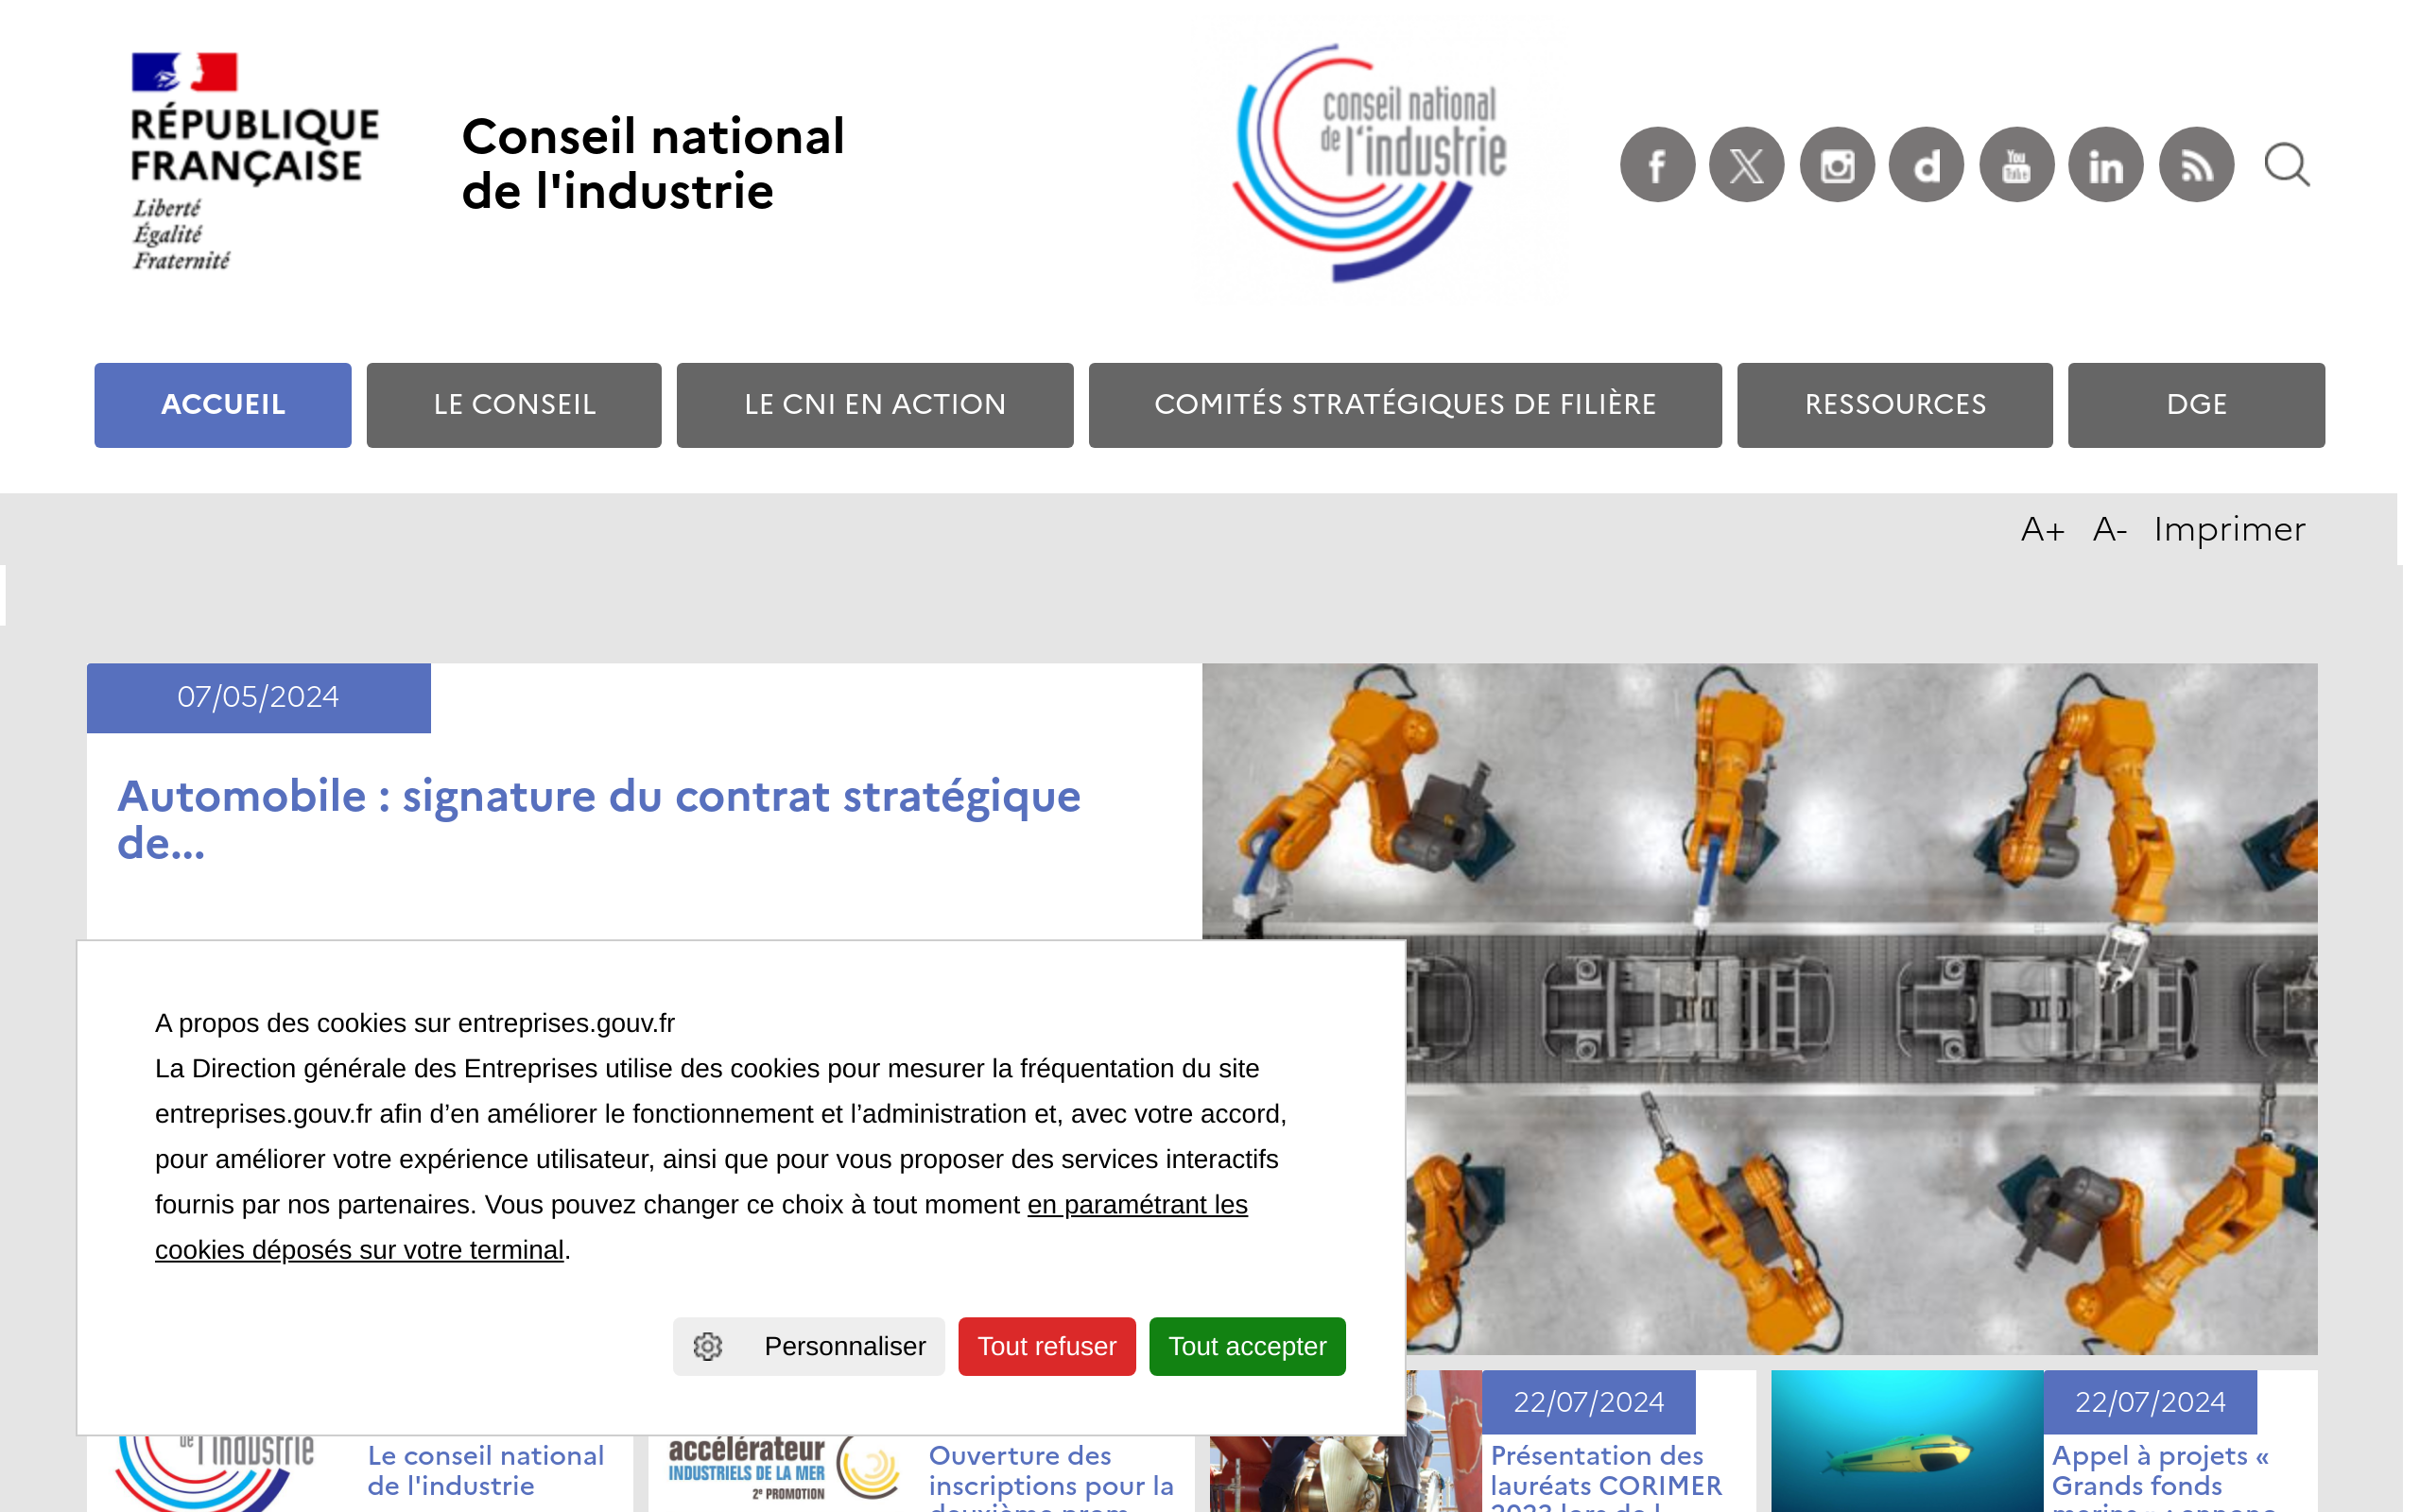 RÉPUBLIQUE
FRANÇAISE
Liberté
Égalité
Fraternité
Conseil national
de l'industrie
conseil national
de l'industrie
ACCUEIL
LE CONSEIL
LE CNI EN ACTION
COMITÉS STRATÉGIQUES DE FILIÈRE
RESSOURCES
DGE
A+ A- Imprimer
07/05/2024
Automobile : signature du contrat stratégique
de...
A propos des cookies sur entreprises.gouv.fr
La Direction générale des Entreprises utilise des cookies pour mesurer la fréquentation du site
entreprises.gouv.fr afin d’en améliorer le fonctionnement et l’administration et, avec votre accord,
pour améliorer votre expérience utilisateur, ainsi que pour vous proposer des services interactifs
fournis par nos partenaires. Vous pouvez changer ce choix à tout moment en paramétrant les
cookies déposés sur votre terminal.
Personnaliser
Tout refuser
Tout accepter
de l'industrie
Le conseil national
de l'industrie
accélérateur
INDUSTRIELS DE LA MER
2e PROMOTION
Ouverture des
inscriptions pour la
22/07/2024
Présentation des
lauréats CORIMER
22/07/2024
Appel à projets «
Grands fonds